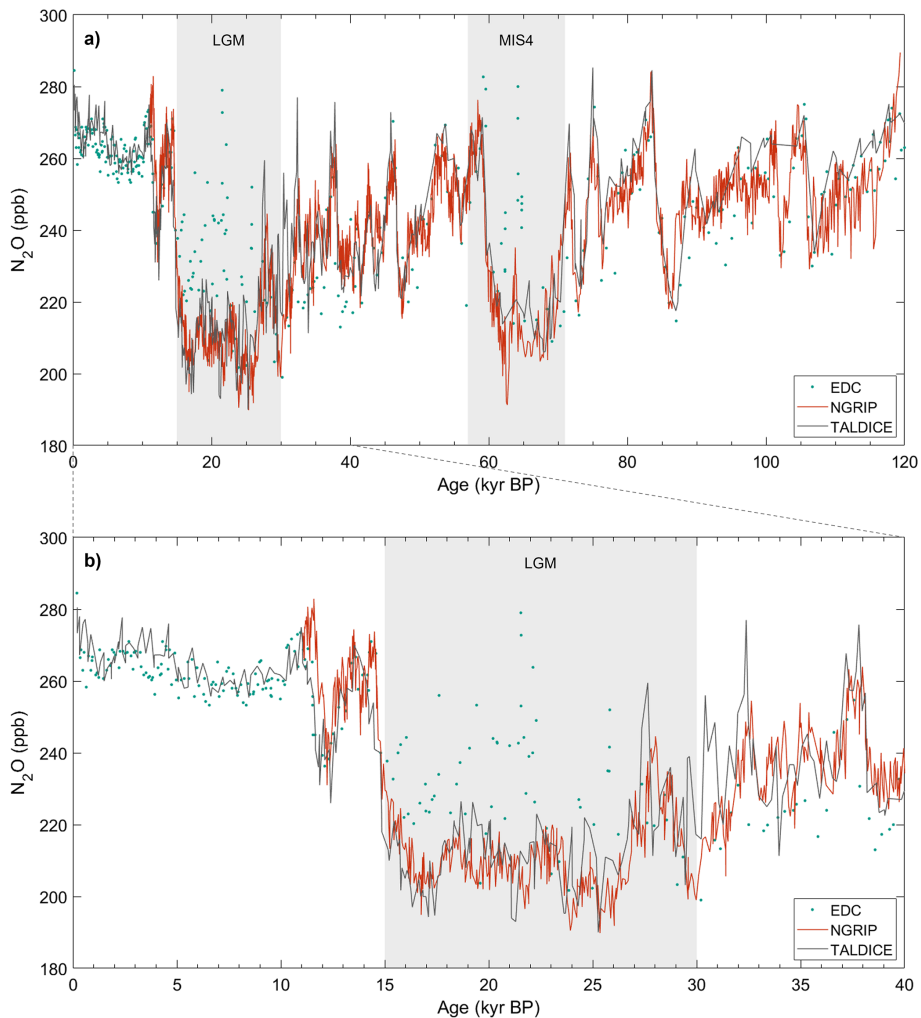 a)
LGM
MIS4
300
280
260
240
220
200
180
N2O (ppb)
0 20 40 60 80 100 120
Age (kyr BP)
EDC
NGRIP
TALDICE
b)
LGM
300
280
260
240
220
200
180
N2O (ppb)
0 5 10 15 20 25 30 35 40
Age (kyr BP)
EDC
NGRIP
TALDICE